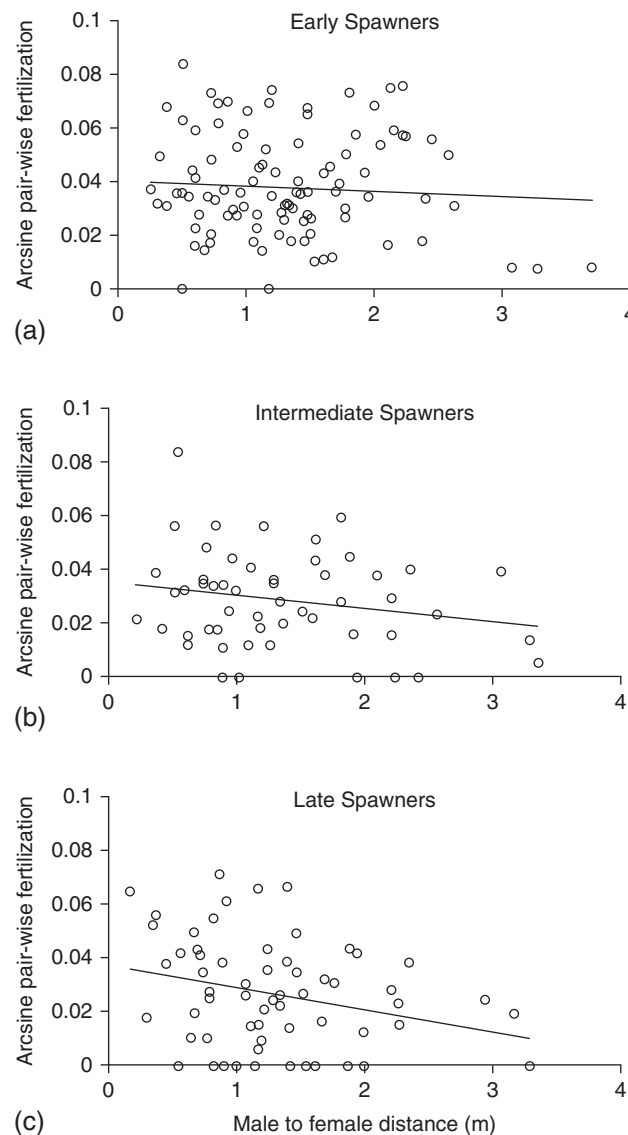 Early Spawners
Arcsine pair-wise fertilization
0.1
0.08
0.06
0.04
0.02
0
0 1 2 3 4
(a)
Intermediate Spawners
Arcsine pair-wise fertilization
0.1
0.08
0.06
0.04
0.02
0
0 1 2 3 4
(b)
Late Spawners
Arcsine pair-wise fertilization
0.1
0.08
0.06
0.04
0.02
0
0 1 2 3 4
(c)
Male to female distance (m)